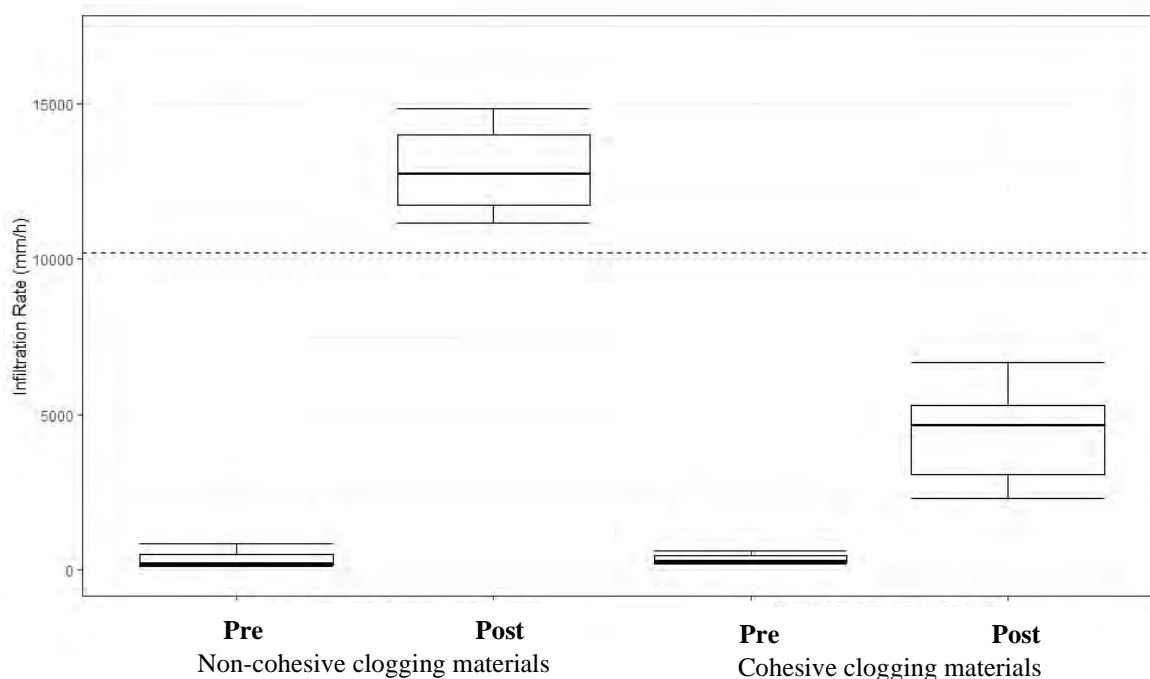 Infiltration Rate (mm/h)
15000
10000
5000
0
Pre Post Pre Post
Non-cohesive clogging materials Cohesive clogging materials